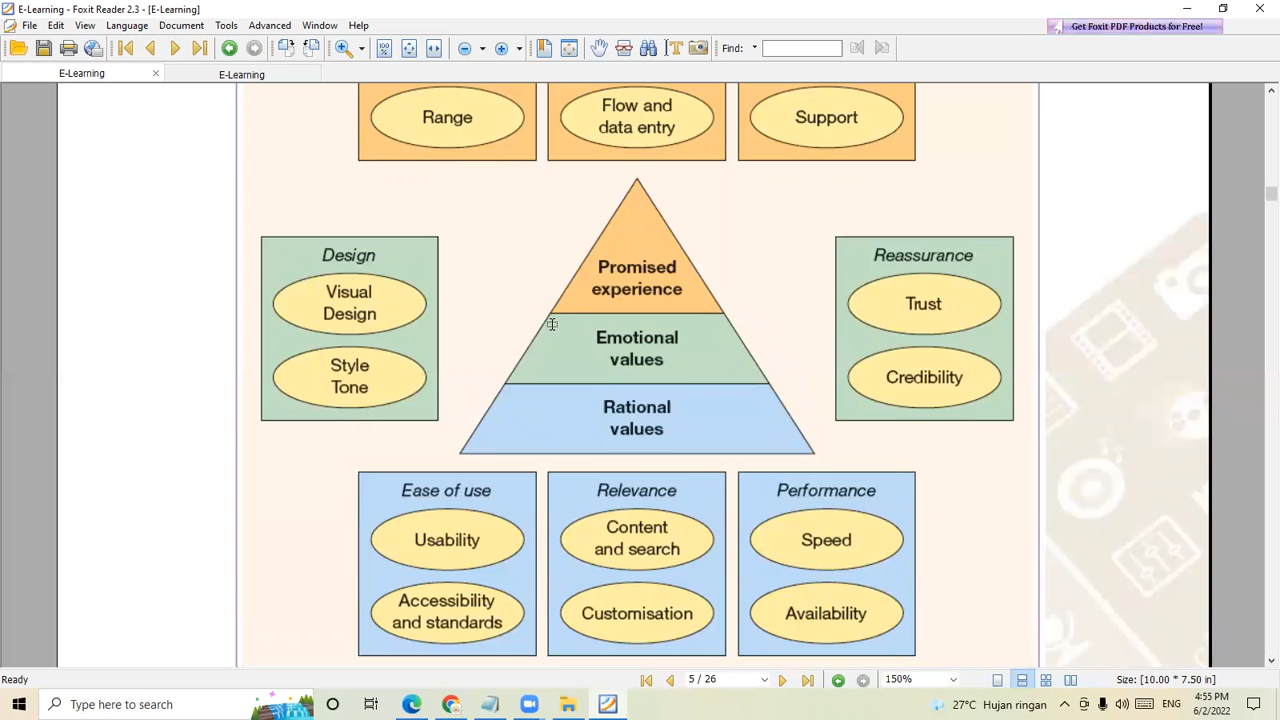 E-Learning - Foxit Reader 2.3 - [E-Learning]
File Edit View Language Document Tools Advanced Window Help
Get Foxit PDF Products for Free!
Find:
E-Learning
E-Learning
Range
Flow and
data entry
Support
Promised
experience
Emotional
values
Rational
values
Design
Visual
Design
Style
Tone
Reassurance
Trust
Credibility
Ease of use
Usability
Accessibility
and standards
Relevance
Content
and search
Customisation
Performance
Speed
Availability
Ready
5 / 26
150%
Size: [10.00 * 7.50 in]
Type here to search
27°C Hujan ringan
4:55 PM
6/2/2022